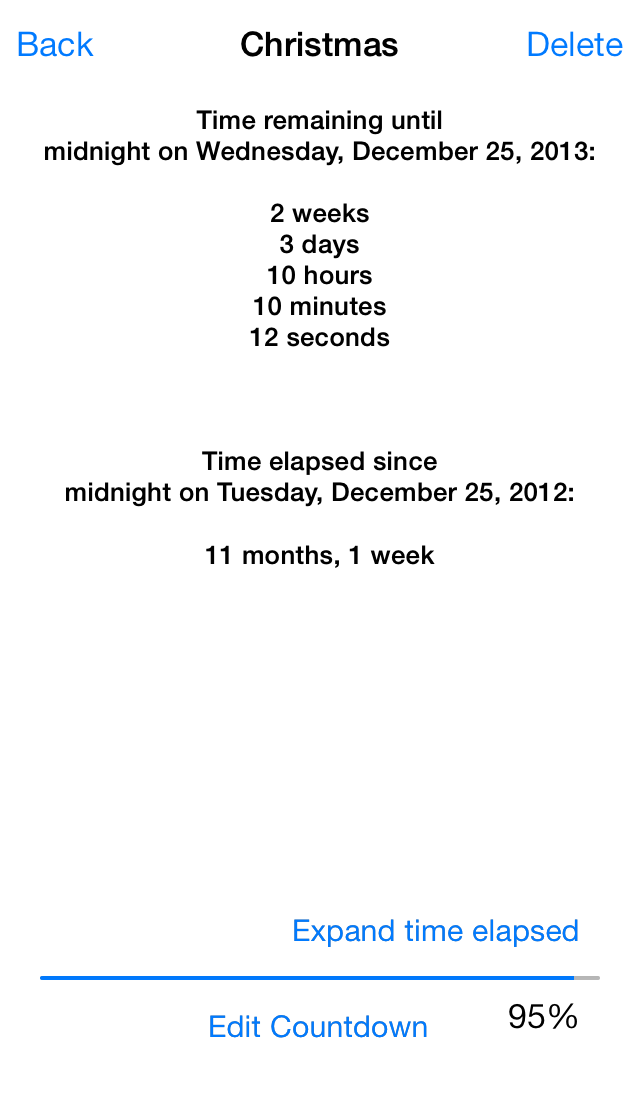 Back Christmas Delete
Time remaining until
midnight on Wednesday, December 25, 2013:
2 weeks
3 days
10 hours
10 minutes
12 seconds
Time elapsed since
midnight on Tuesday, December 25, 2012:
11 months, 1 week
Expand time elapsed
Edit Countdown 95%